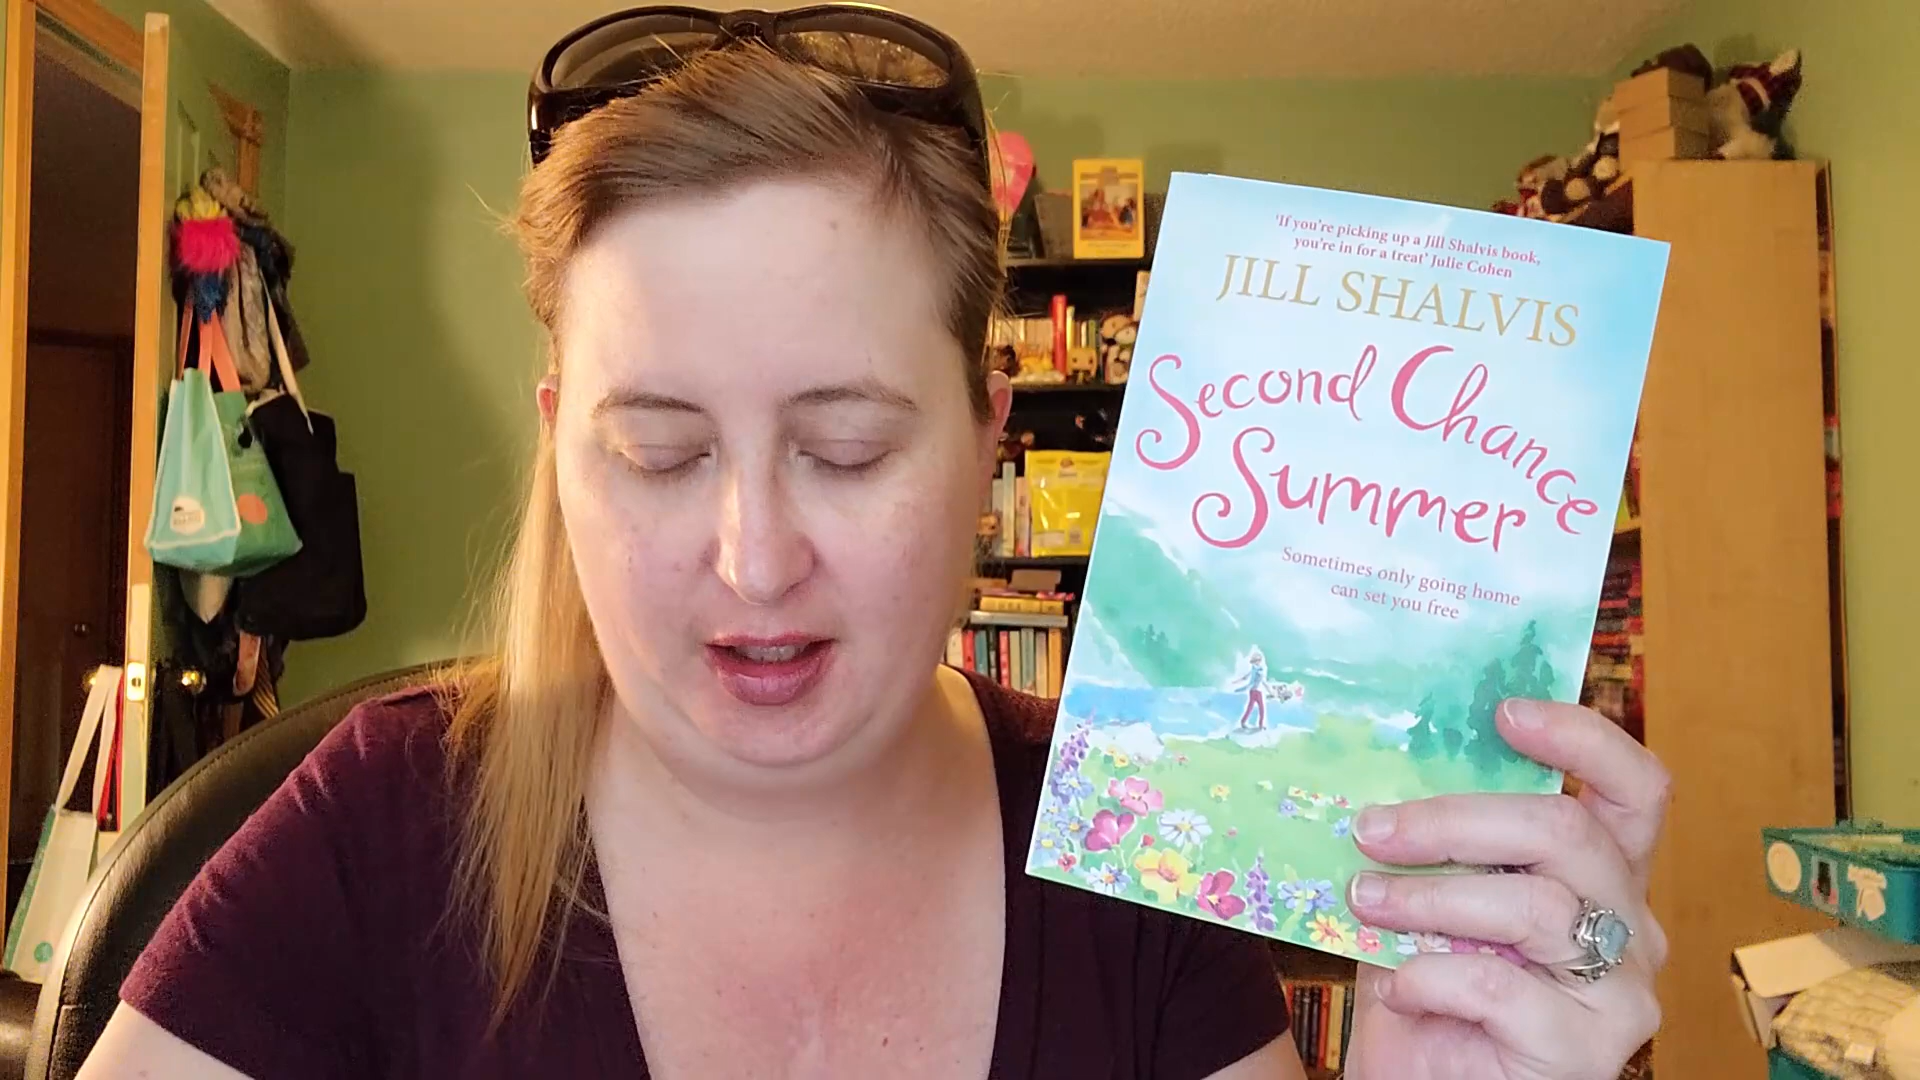 'If you're picking up a Jill Shalvis book,
you're in for a treat' Julie Cohen
JILL SHALVIS
Second Chance
Summer
Sometimes only going home
can set you free